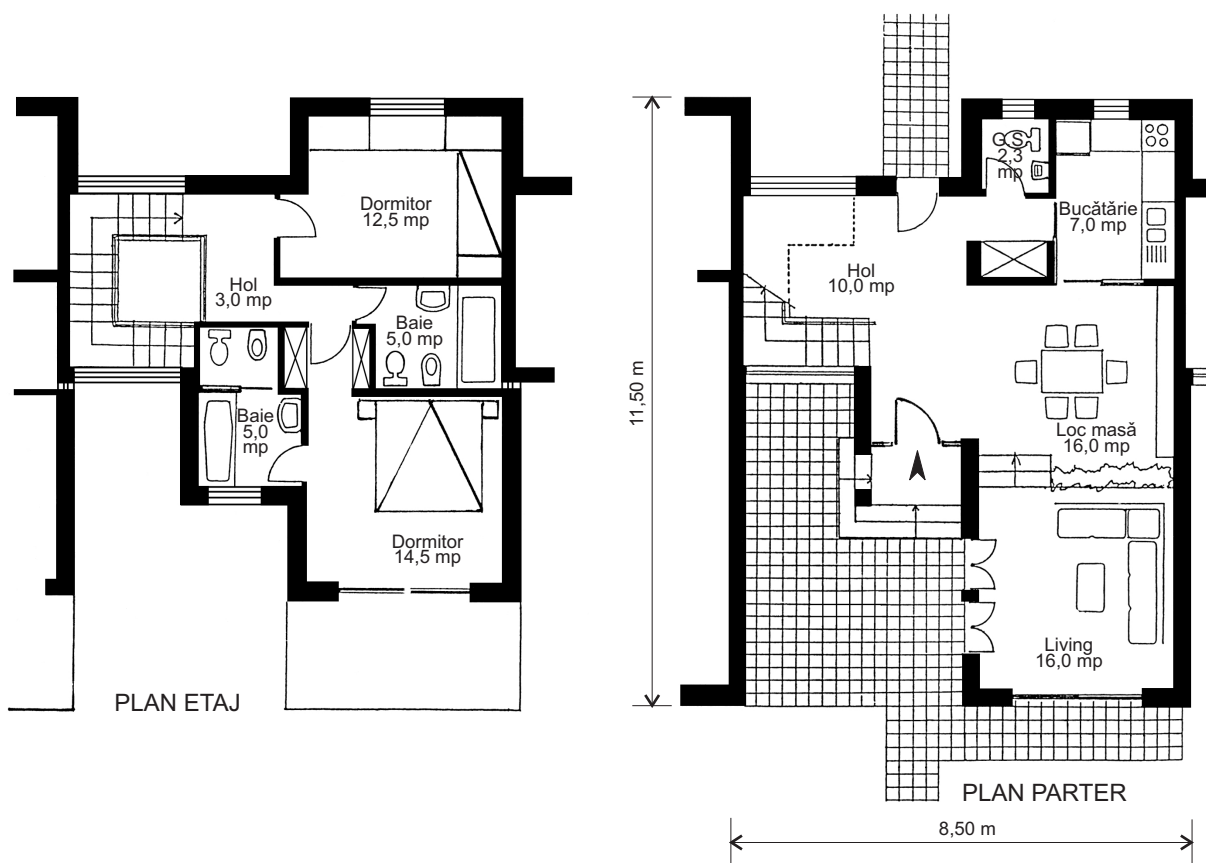 Dormitor
12,5 mp
Hol
3,0 mp
Baie
5,0 mp
Baie
5,0
mp
Dormitor
14,5 mp
PLAN ETAJ
G.S.
2,3
mp
Bucătărie
7,0 mp
Hol
10,0 mp
Loc masă
16,0 mp
Living
16,0 mp
11,50 m
PLAN PARTER
8,50 m